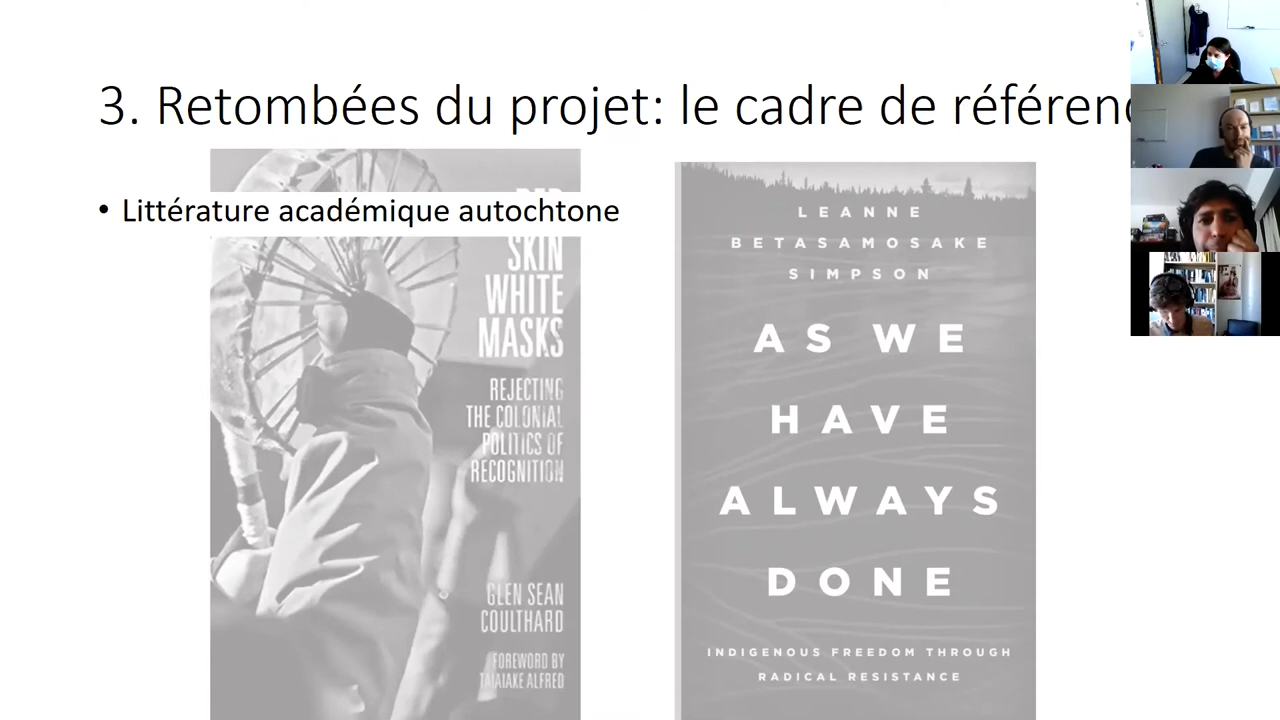 3. Retombées du projet: le cadre de référenc
• Littérature académique autochtone
SKIN
WHITE
MASKS
REJECTING
THE COLONIAL
POLITICS OF
RECOGNITION
GLEN SEAN
COULTHARD
FOREWORD BY
TAIAIAKE ALFRED
LEANNE
BETASAMOSAKE
SIMPSON
AS WE
HAVE
ALWAYS
DONE
INDIGENOUS FREEDOM THROUGH
RADICAL RESISTANCE